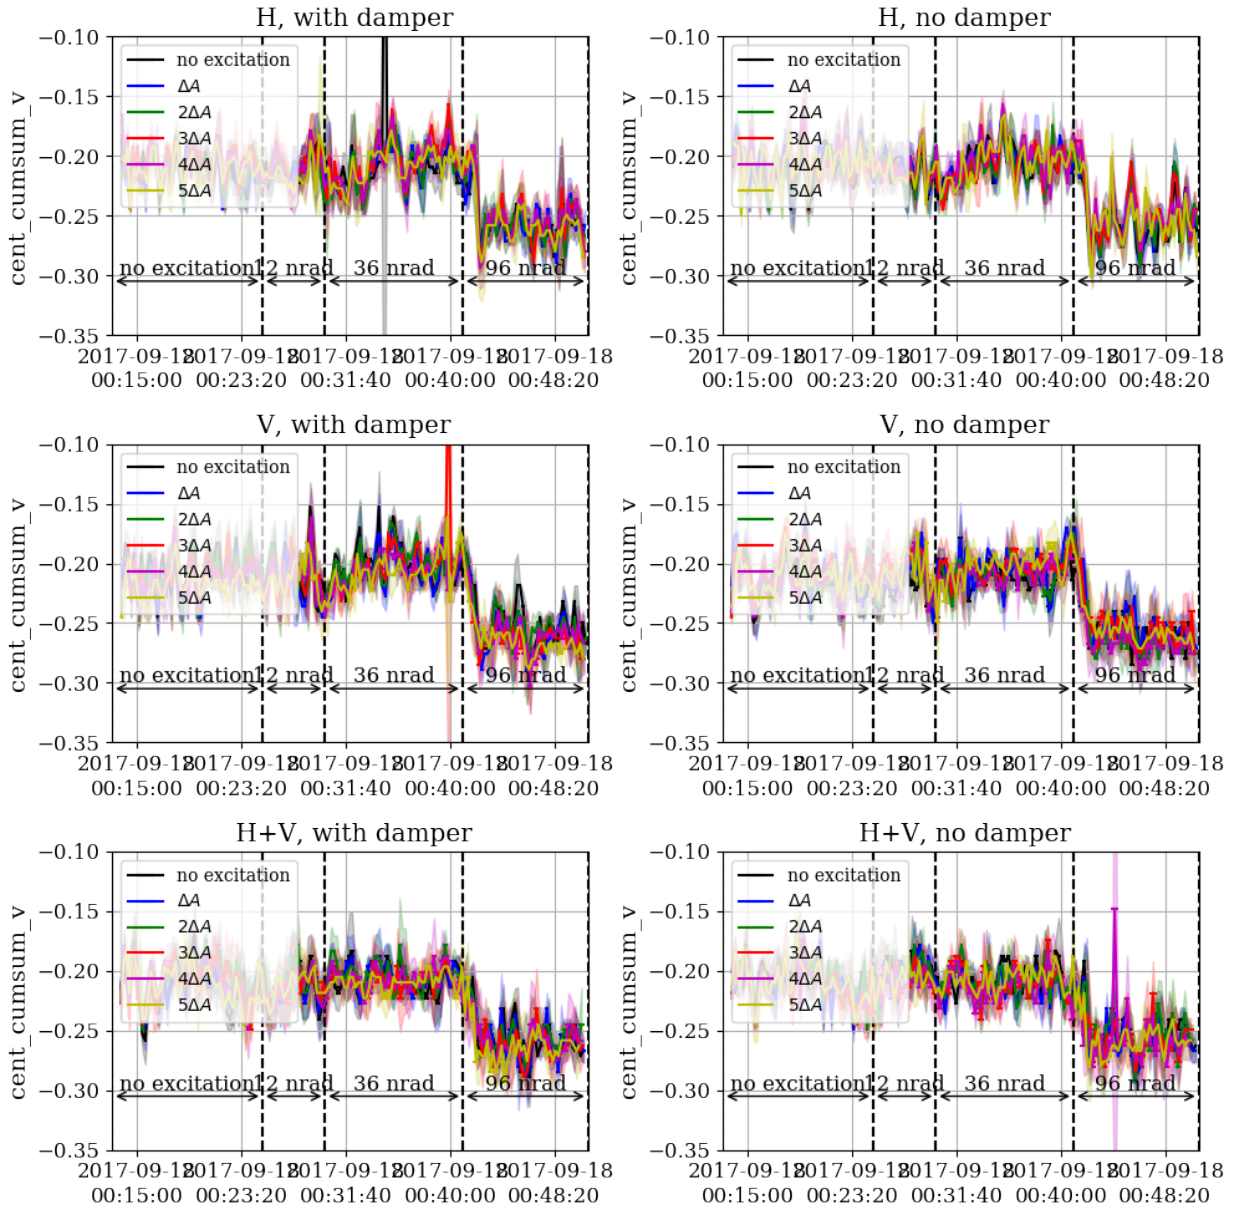 H, with damper
cent_cumsum_v
−0.10
−0.15
−0.20
−0.25
−0.30
−0.35
no excitation
ΔA
2ΔA
3ΔA
4ΔA
5ΔA
no excitation 12 nrad 36 nrad 96 nrad
2017-09-18 2017-09-18 2017-09-18 2017-09-18 2017-09-18
00:15:00 00:23:20 00:31:40 00:40:00 00:48:20
H, no damper
cent_cumsum_v
−0.10
−0.15
−0.20
−0.25
−0.30
−0.35
no excitation
ΔA
2ΔA
3ΔA
4ΔA
5ΔA
no excitation 12 nrad 36 nrad 96 nrad
2017-09-18 2017-09-18 2017-09-18 2017-09-18 2017-09-18
00:15:00 00:23:20 00:31:40 00:40:00 00:48:20
V, with damper
cent_cumsum_v
−0.10
−0.15
−0.20
−0.25
−0.30
−0.35
no excitation
ΔA
2ΔA
3ΔA
4ΔA
5ΔA
no excitation 12 nrad 36 nrad 96 nrad
2017-09-18 2017-09-18 2017-09-18 2017-09-18 2017-09-18
00:15:00 00:23:20 00:31:40 00:40:00 00:48:20
V, no damper
cent_cumsum_v
−0.10
−0.15
−0.20
−0.25
−0.30
−0.35
no excitation
ΔA
2ΔA
3ΔA
4ΔA
5ΔA
no excitation 12 nrad 36 nrad 96 nrad
2017-09-18 2017-09-18 2017-09-18 2017-09-18 2017-09-18
00:15:00 00:23:20 00:31:40 00:40:00 00:48:20
H+V, with damper
cent_cumsum_v
−0.10
−0.15
−0.20
−0.25
−0.30
−0.35
no excitation
ΔA
2ΔA
3ΔA
4ΔA
5ΔA
no excitation 12 nrad 36 nrad 96 nrad
2017-09-18 2017-09-18 2017-09-18 2017-09-18 2017-09-18
00:15:00 00:23:20 00:31:40 00:40:00 00:48:20
H+V, no damper
cent_cumsum_v
−0.10
−0.15
−0.20
−0.25
−0.30
−0.35
no excitation
ΔA
2ΔA
3ΔA
4ΔA
5ΔA
no excitation 12 nrad 36 nrad 96 nrad
2017-09-18 2017-09-18 2017-09-18 2017-09-18 2017-09-18
00:15:00 00:23:20 00:31:40 00:40:00 00:48:20